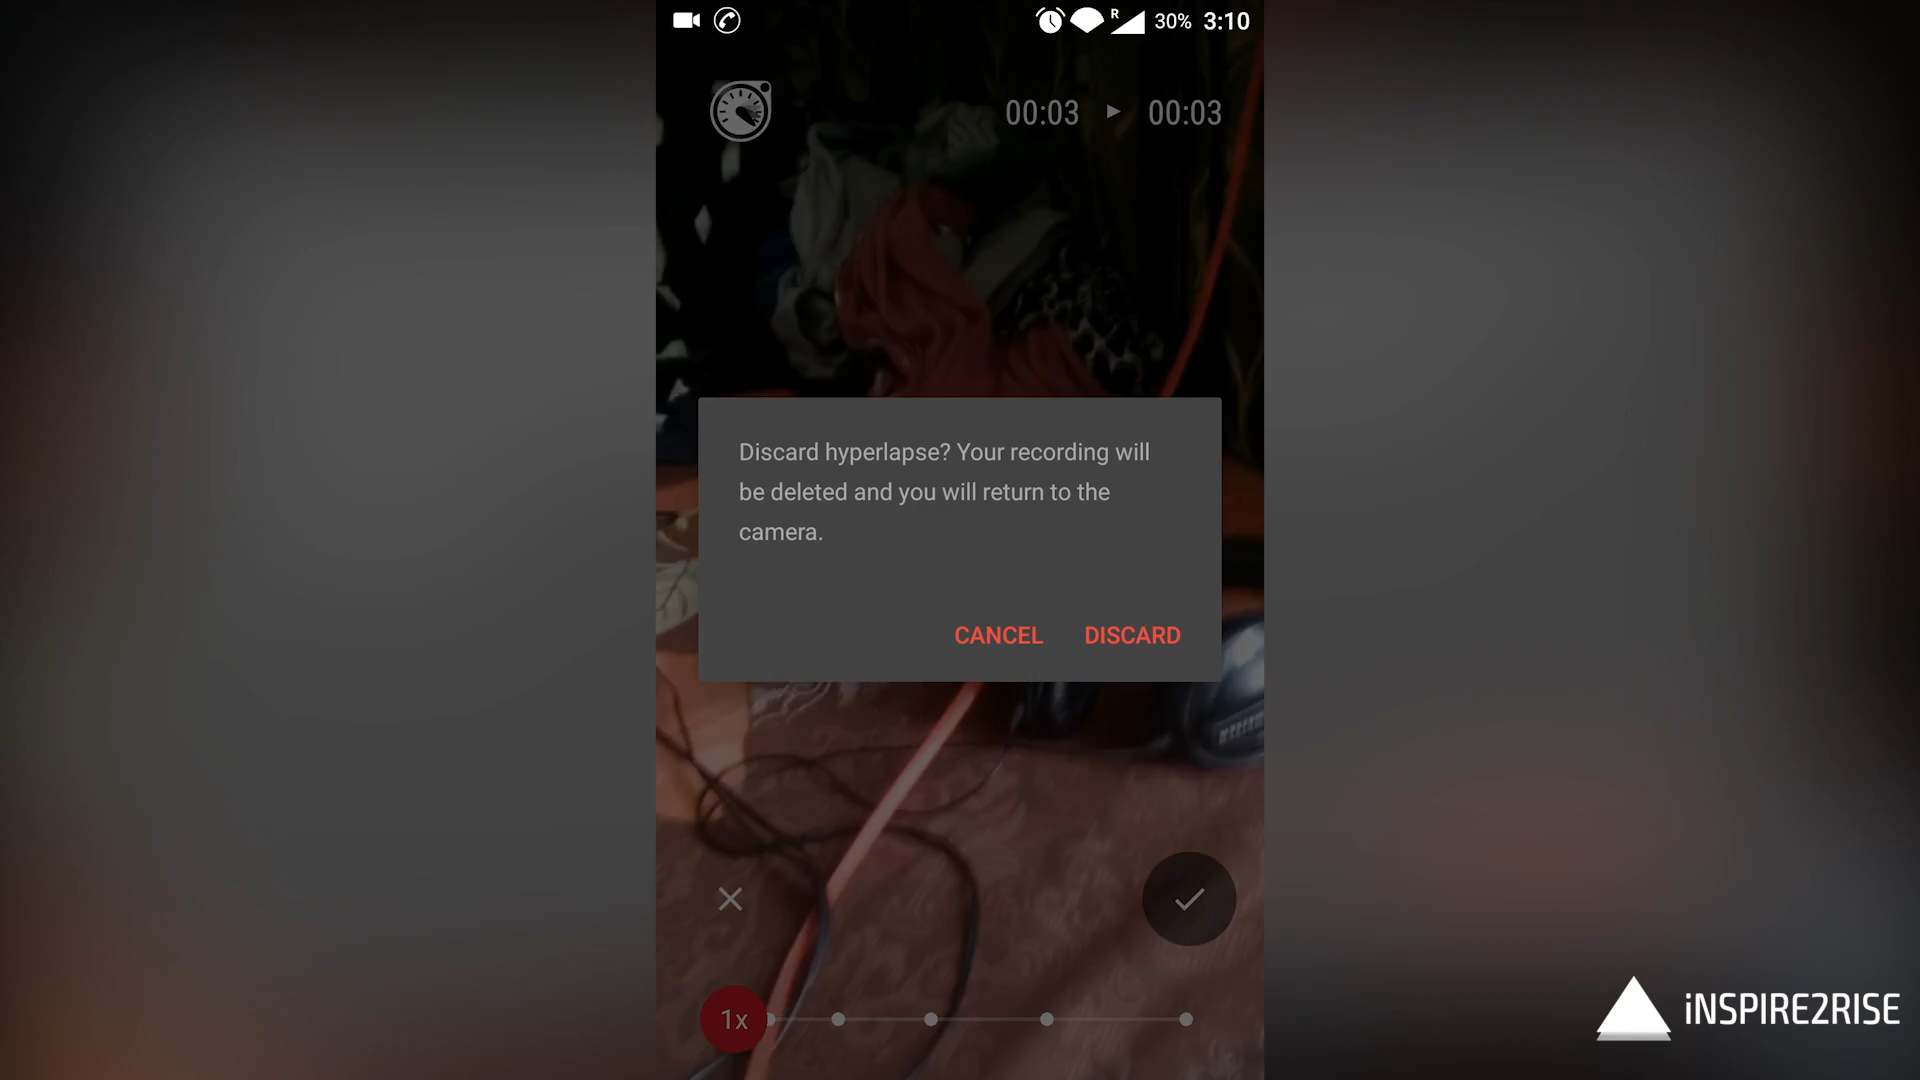 R 30% 3:10
00:03 00:03
Discard hyperlapse? Your recording will
be deleted and you will return to the
camera.
CANCEL DISCARD
1x
iNSPIRE2RISE